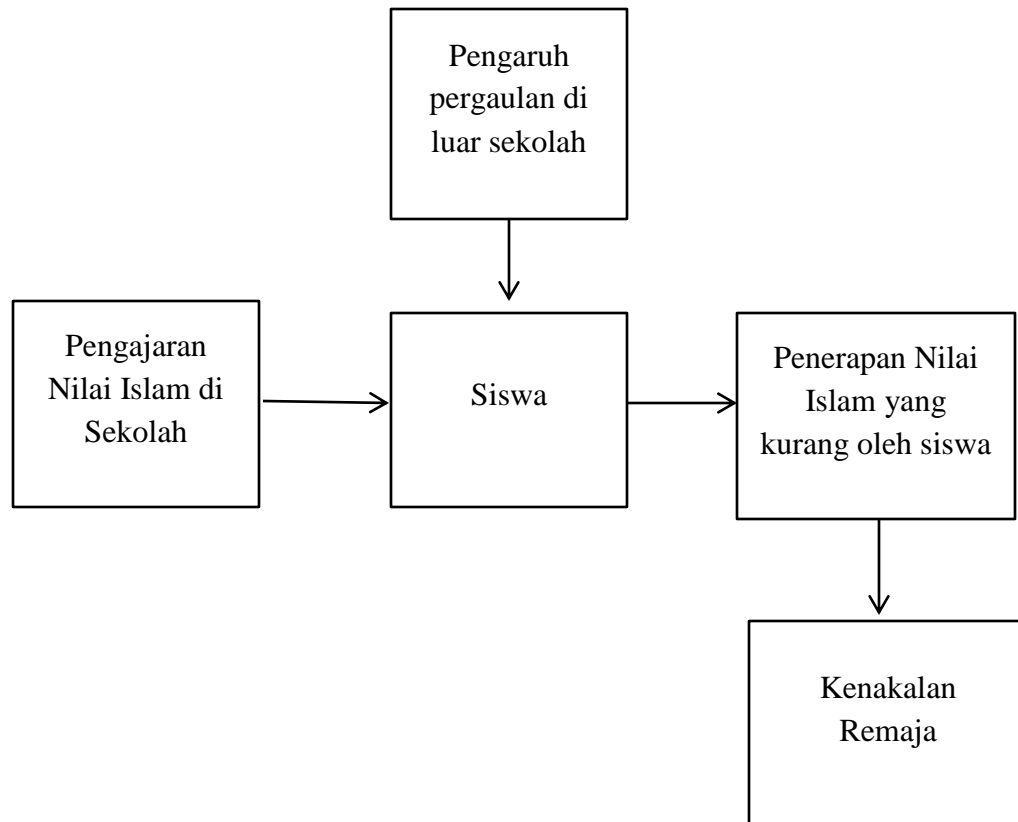 Pengaruh
pergaulan di
luar sekolah
Pengajaran
Nilai Islam di
Sekolah
Siswa
Penerapan Nilai
Islam yang
kurang oleh siswa
Kenakalan
Remaja